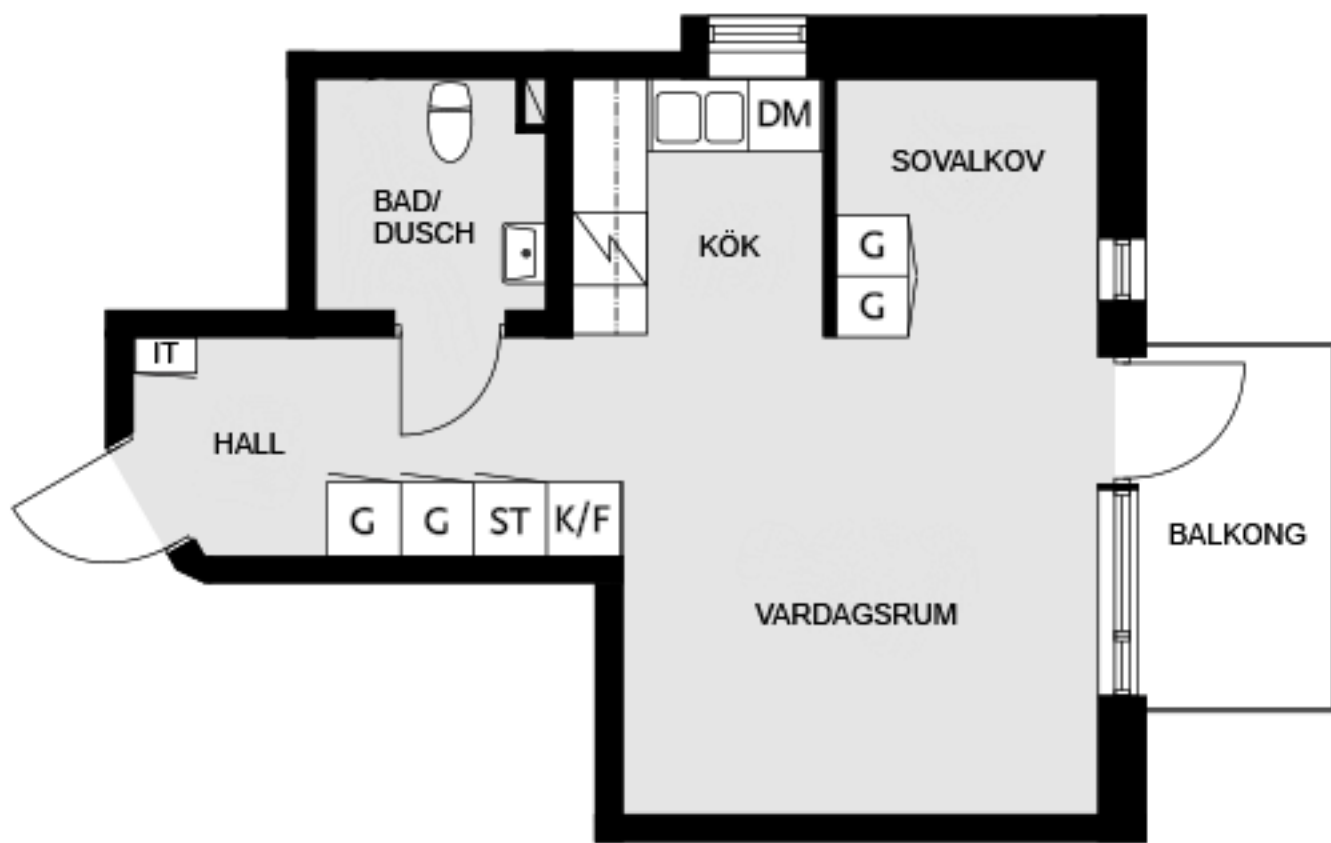 DM
SOVALKOV
BAD/
DUSCH
KÖK
G
G
IT
HALL
G
G
ST
K/F
BALKONG
VARDAGSRUM